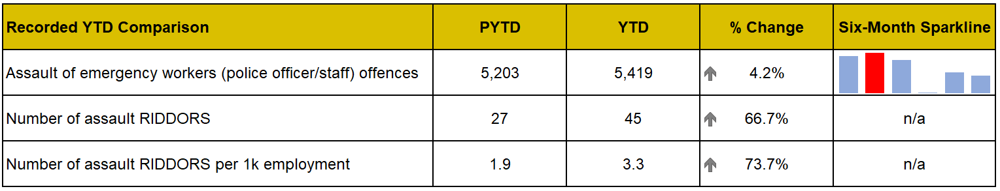 Recorded YTD Comparison PYTD YTD % Change Six-Month Sparkline
Assault of emergency workers (police officer/staff) offences 5,203 5,419 4.2%
Number of assault RIDDORS 27 45 66.7% n/a
Number of assault RIDDORS per 1k employment 1.9 3.3 73.7% n/a